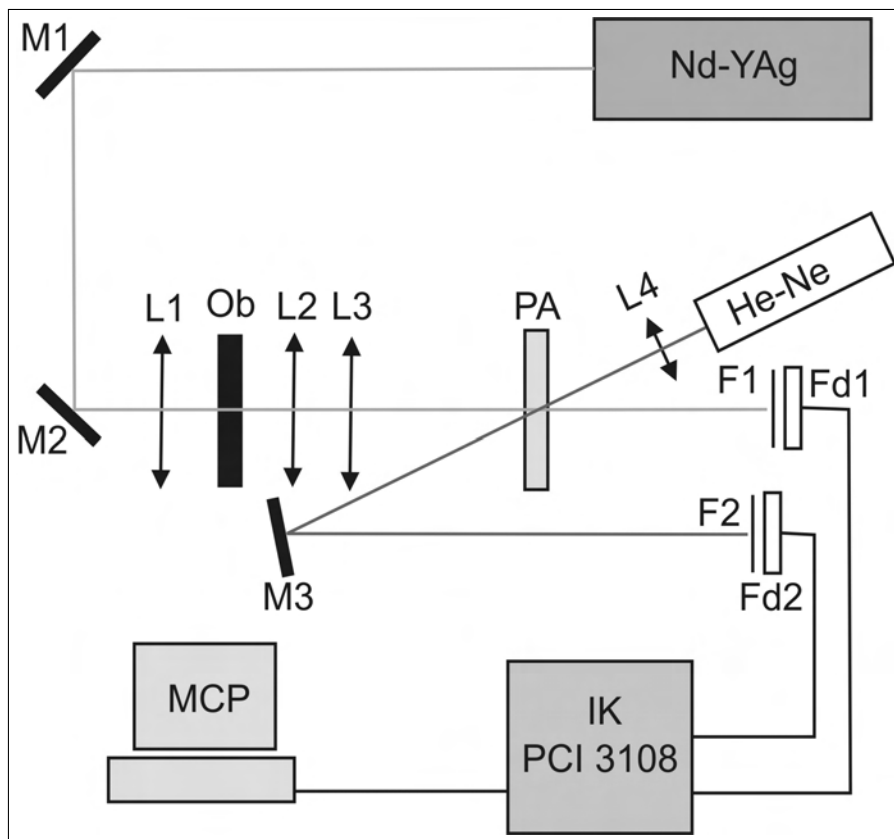 M1
Nd-YAg
He-Ne
L4
L1
Ob
L2
L3
PA
F1
Fd1
M2
F2
M3
Fd2
MCP
IK
PCI 3108